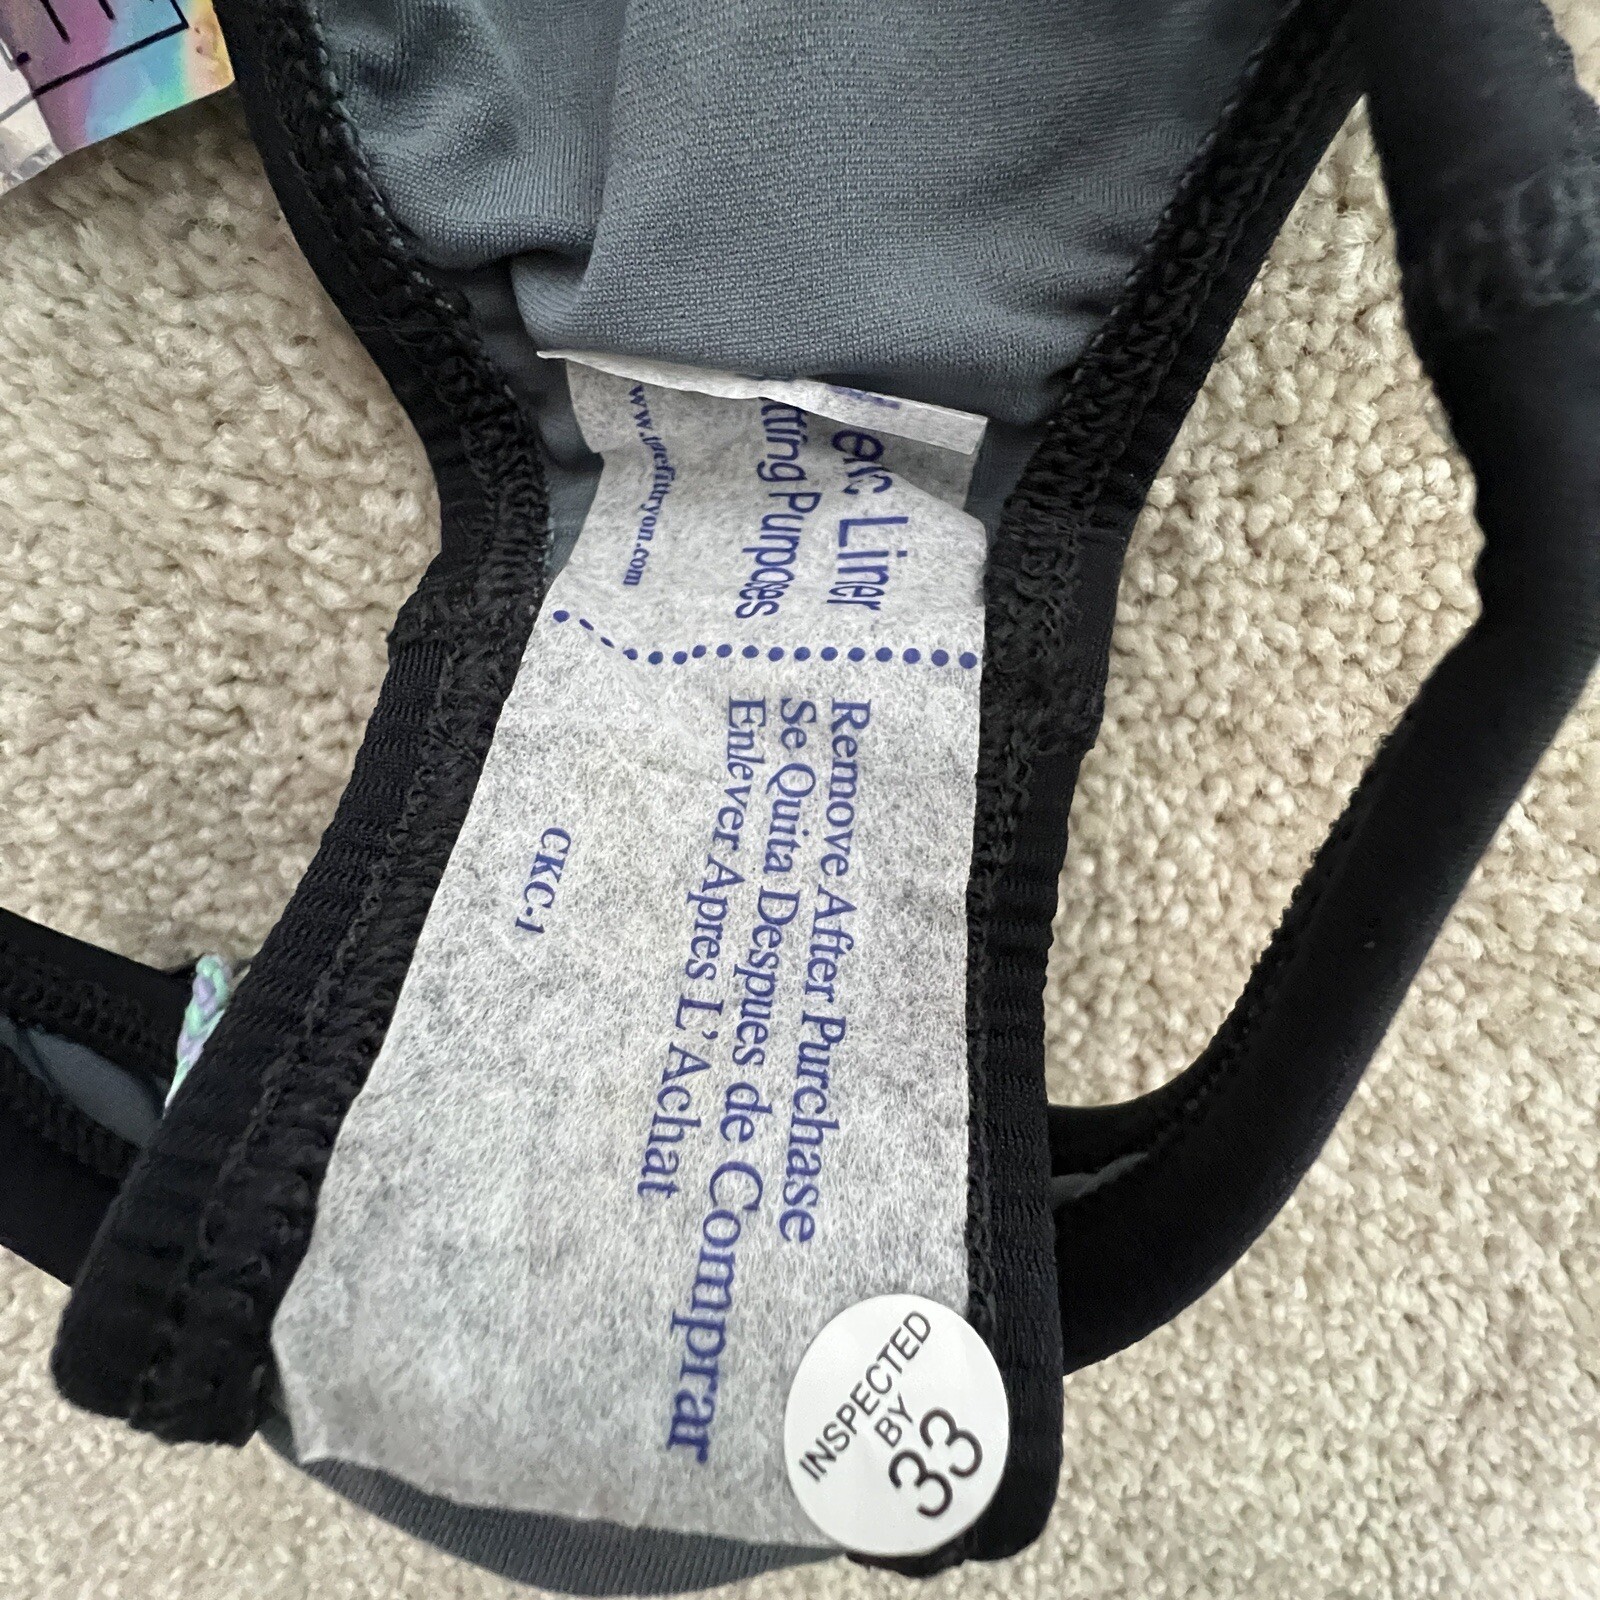 Liner
Purposes
Remove After Purchase
Se Quita Despues de Comprar
Enlever Apres L'Achat
CKC-1
INSPECTED
BY
33